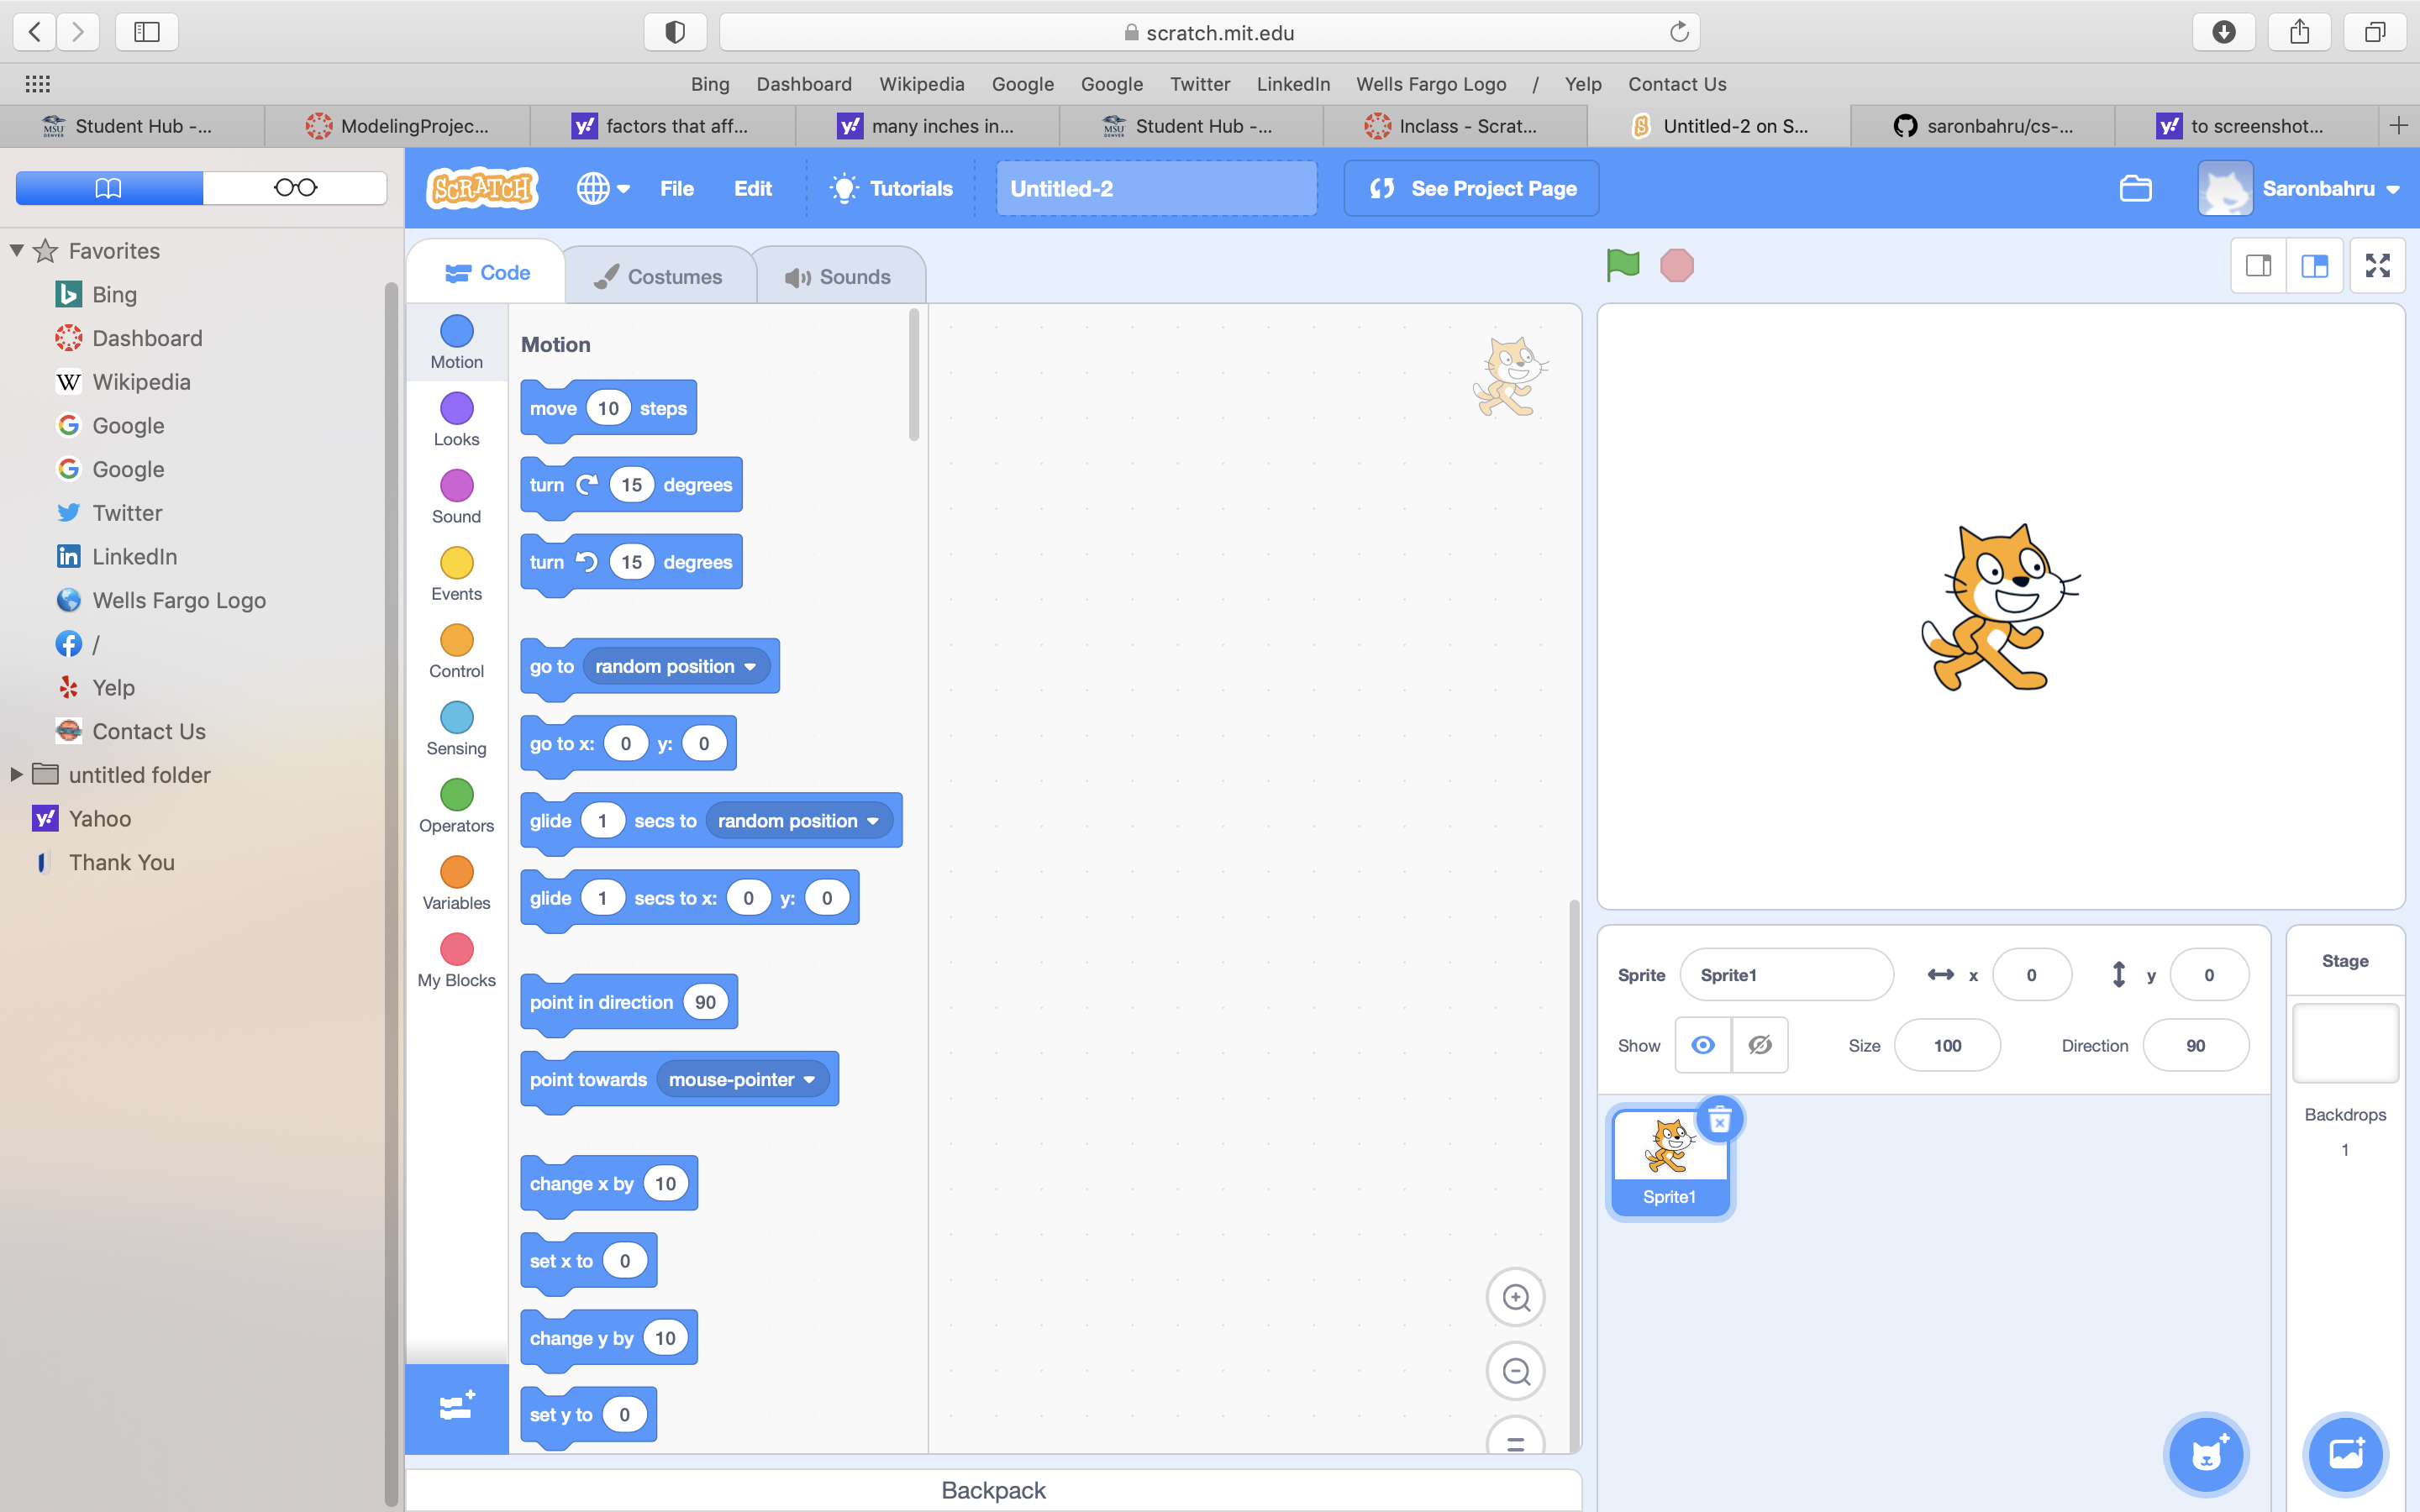 scratch.mit.edu
Bing Dashboard Wikipedia Google Google Twitter LinkedIn Wells Fargo Logo / Yelp Contact Us
MSU DENVER Student Hub -... ModelingProjec... y! factors that aff... y! many inches in... MSU DENVER Student Hub -... Inclass - Scrat... S Untitled-2 on S... saronbahru/cs-... y! to screenshot... +
SCRATCH File Edit Tutorials Untitled-2 See Project Page Saronbahru
Favorites
Bing
Dashboard
W Wikipedia
G Google
G Google
Twitter
in LinkedIn
Wells Fargo Logo
f /
Yelp
Contact Us
untitled folder
y! Yahoo
Thank You
Code Costumes Sounds
Motion
Looks
Sound
Events
Control
Sensing
Operators
Variables
My Blocks
Motion
move 10 steps
turn 15 degrees
turn 15 degrees
go to random position
go to x: 0 y: 0
glide 1 secs to random position
glide 1 secs to x: 0 y: 0
point in direction 90
point towards mouse-pointer
change x by 10
set x to 0
change y by 10
set y to 0
Backpack
Sprite Sprite1 x 0 y 0
Show Size 100 Direction 90
Sprite1
Stage
Backdrops
1